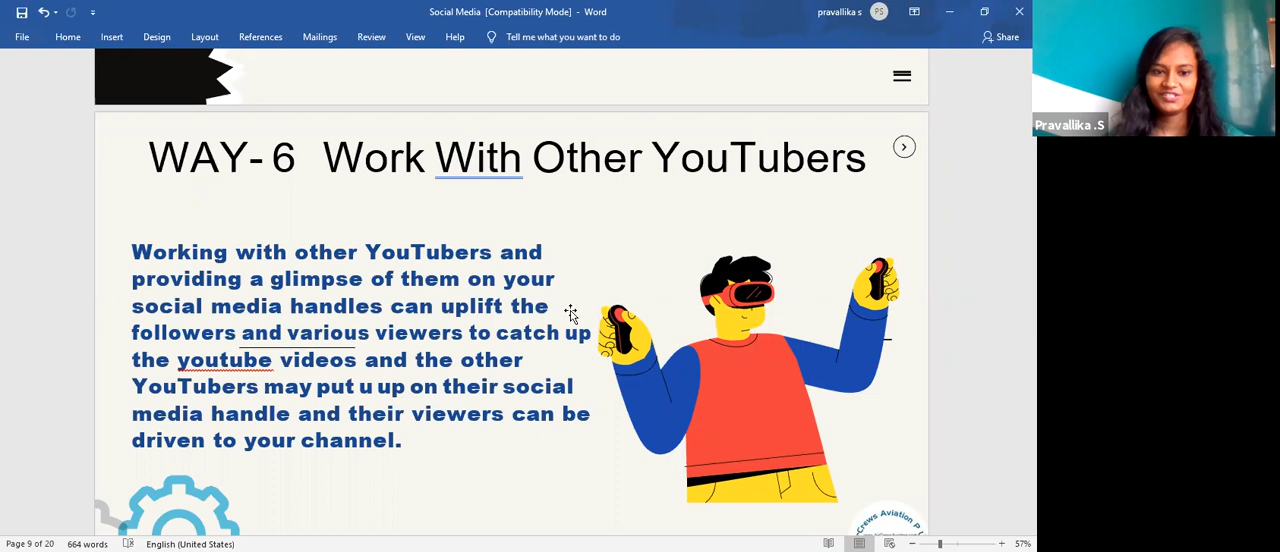 Social Media [Compatibility Mode] - Word
pravallika s
PS
File Home Insert Design Layout References Mailings Review View Help Tell me what you want to do
Share
Pravallika .S
WAY- 6 Work With Other YouTubers
Working with other YouTubers and
providing a glimpse of them on your
social media handles can uplift the
followers and various viewers to catch up
the youtube videos and the other
YouTubers may put u up on their social
media handle and their viewers can be
driven to your channel.
Crews Aviation P
Page 9 of 20 664 words English (United States)
57%